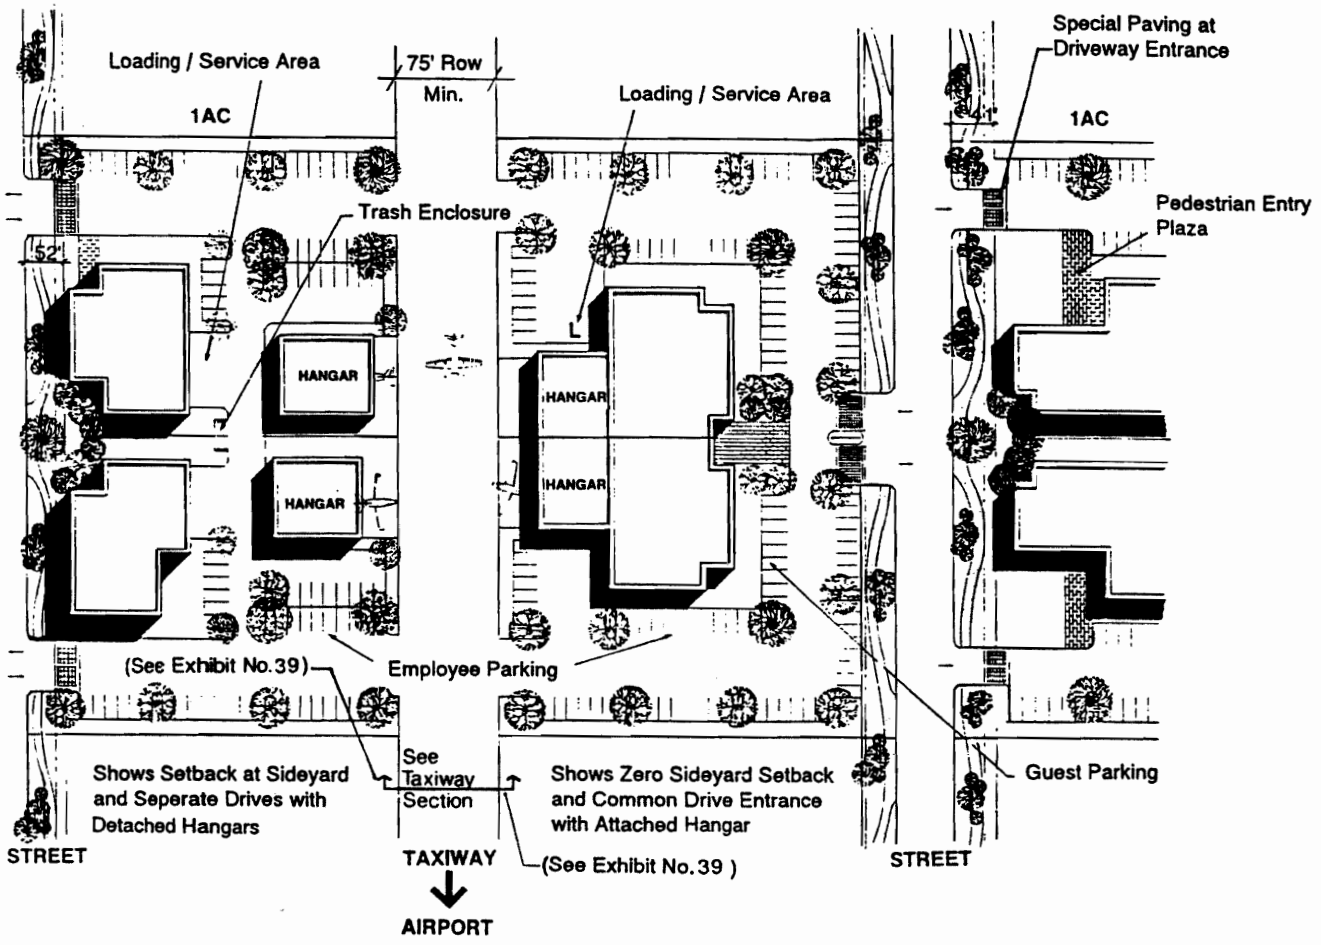 Special Paving at
Driveway Entrance
Loading / Service Area
75' Row
Min.
Loading / Service Area
1AC
41'
1AC
Trash Enclosure
Pedestrian Entry
Plaza
52'
HANGAR
HANGAR
HANGAR
HANGAR
(See Exhibit No.39)
Employee Parking
See
Taxiway
Section
Shows Setback at Sideyard
and Seperate Drives with
Detached Hangars
Shows Zero Sideyard Setback
and Common Drive Entrance
with Attached Hangar
Guest Parking
STREET
TAXIWAY
(See Exhibit No.39 )
STREET
AIRPORT